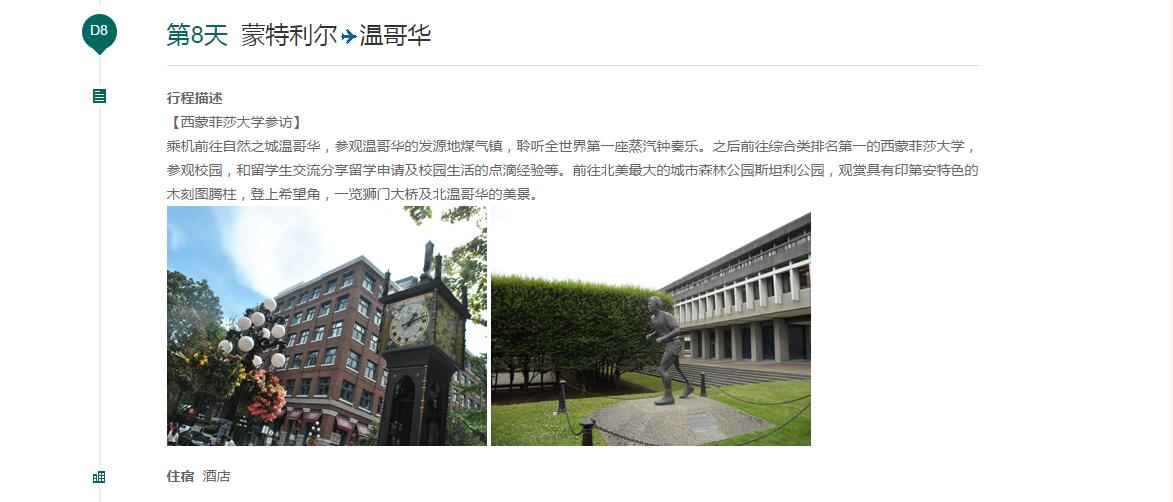 D8
第8天 蒙特利尔 温哥华
行程描述
【西蒙菲莎大学参访】
乘机前往自然之城温哥华，参观温哥华的发源地煤气镇，聆听全世界第一座蒸汽钟奏乐。之后前往综合类排名第一的西蒙菲莎大学，
参观校园，和留学生交流分享留学申请及校园生活的点滴经验等。前往北美最大的城市森林公园斯坦利公园，观赏具有印第安特色的
木刻图腾柱，登上希望角，一览狮门大桥及北温哥华的美景。
住宿 酒店